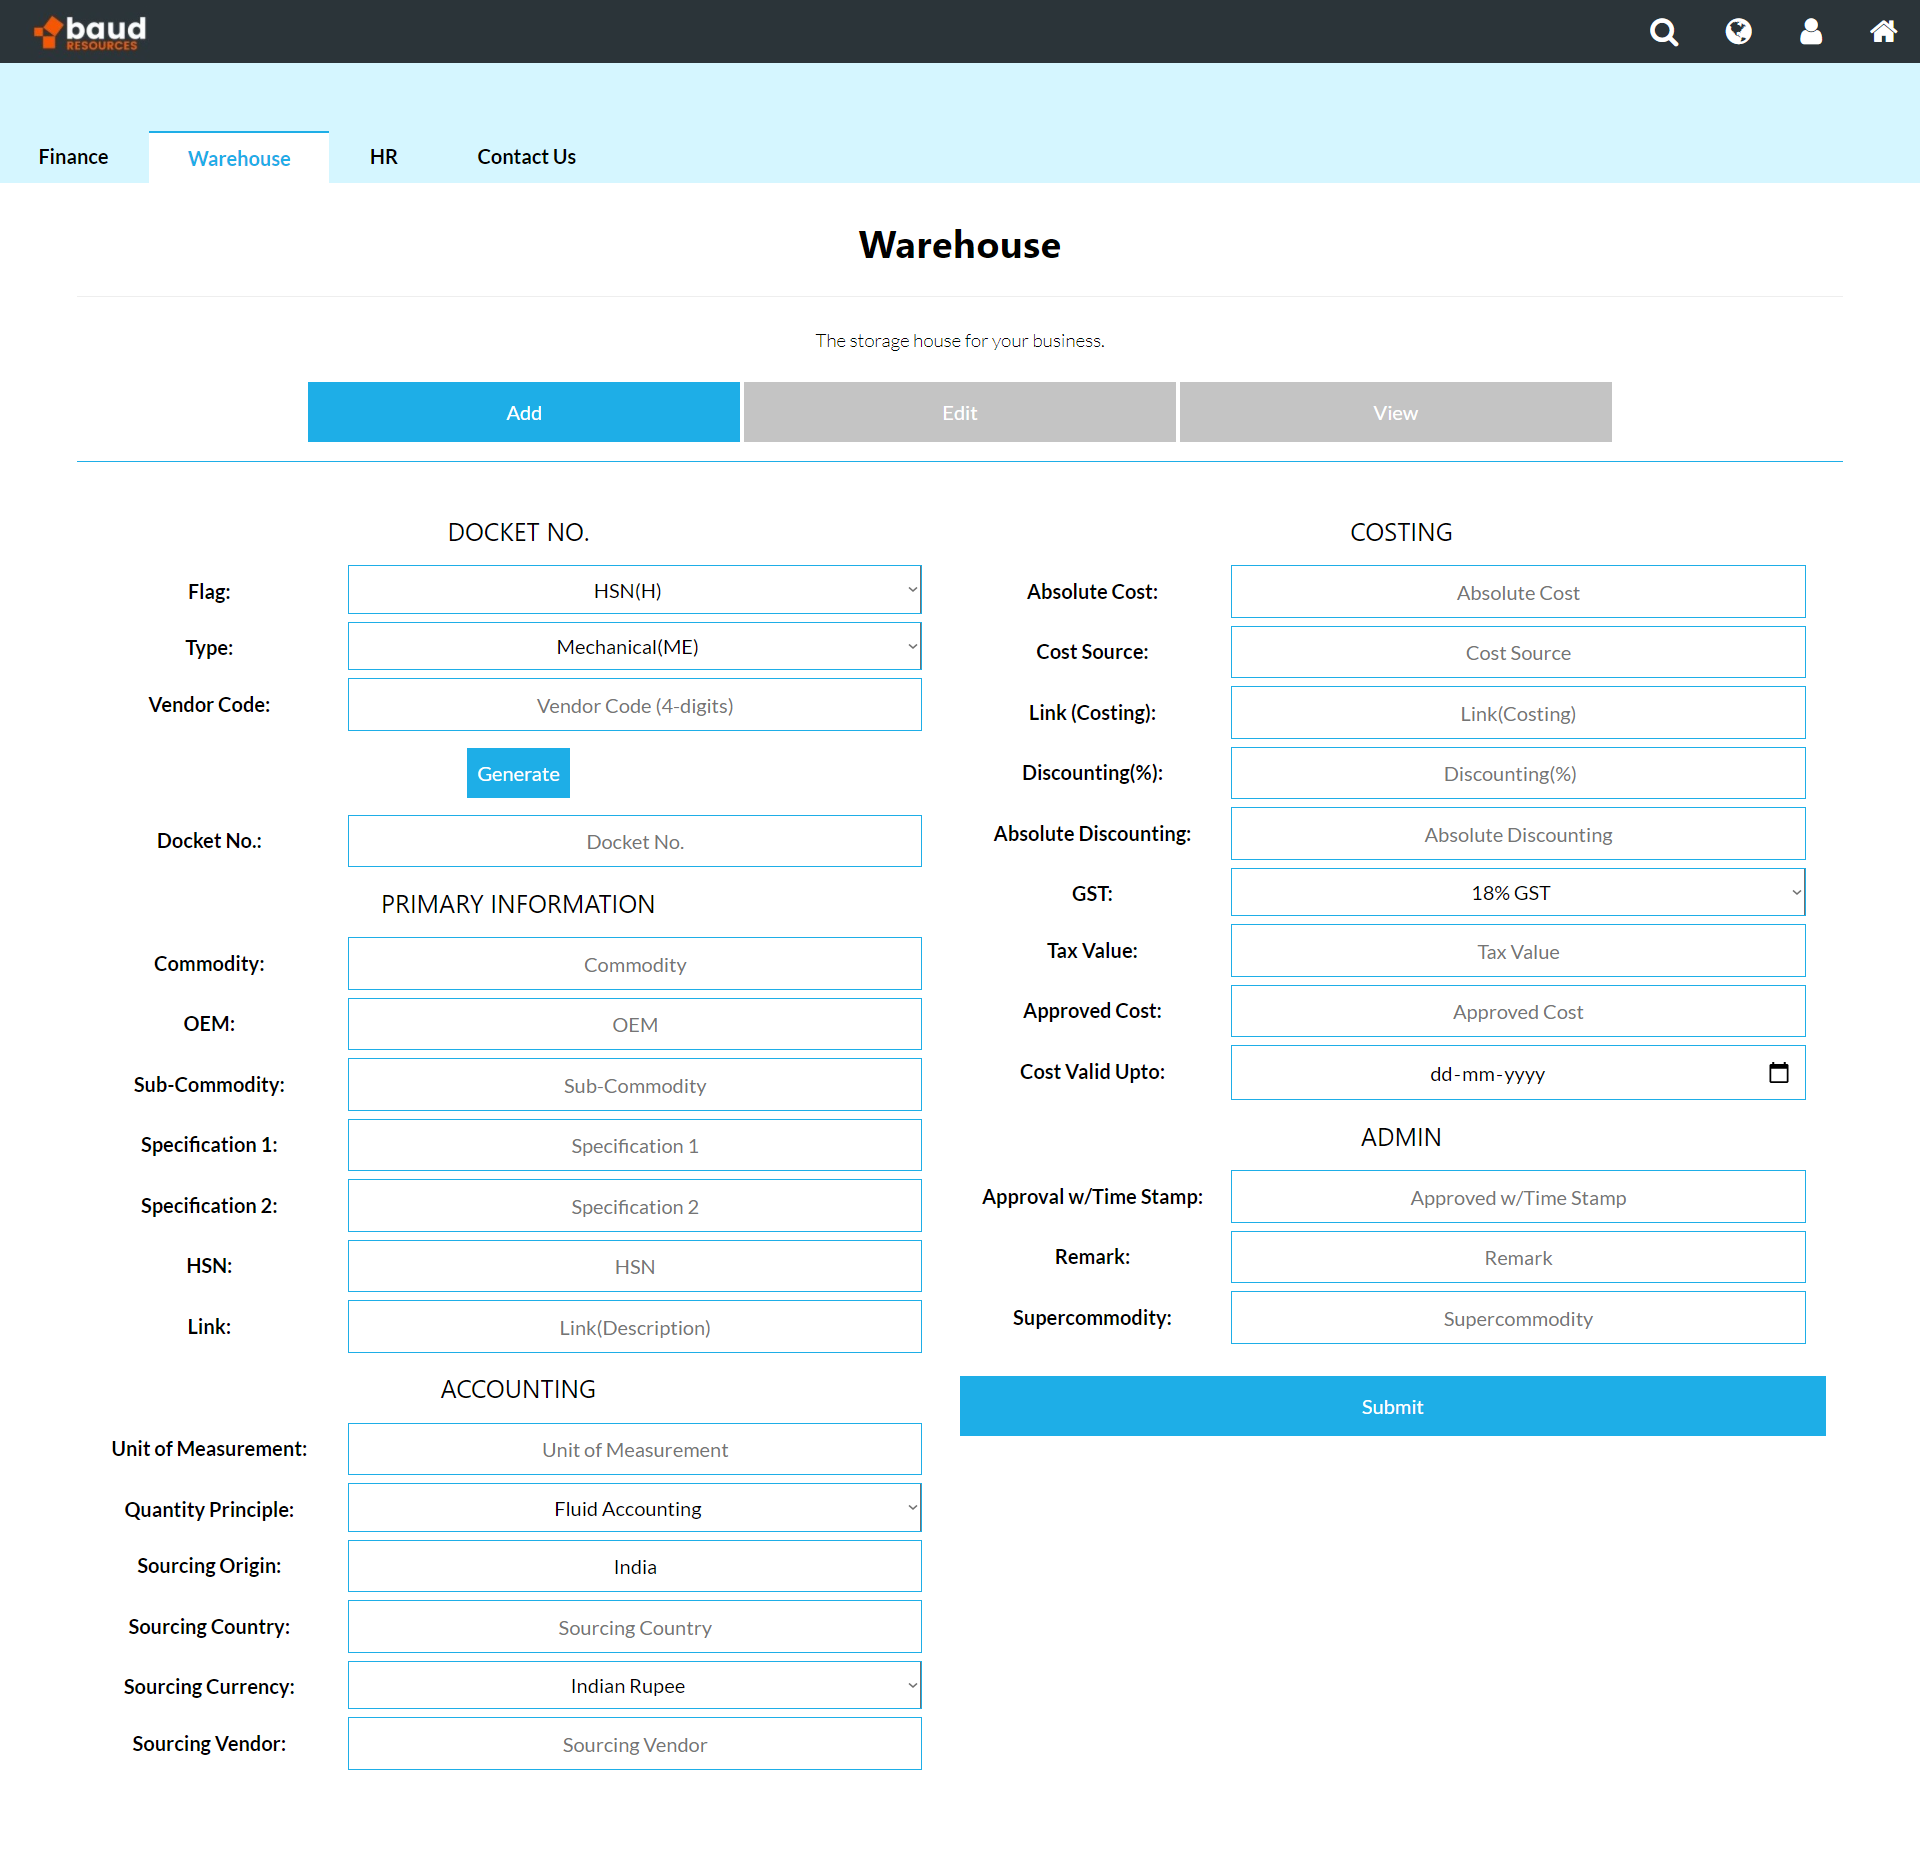 baud
RESOURCES
Finance
Warehouse
HR
Contact Us
Warehouse
The storage house for your business.
Add
Edit
View
DOCKET NO.
Flag:
HSN(H)
Type:
Mechanical(ME)
Vendor Code:
Vendor Code (4-digits)
Generate
Docket No.:
Docket No.
PRIMARY INFORMATION
Commodity:
Commodity
OEM:
OEM
Sub-Commodity:
Sub-Commodity
Specification 1:
Specification 1
Specification 2:
Specification 2
HSN:
HSN
Link:
Link(Description)
ACCOUNTING
Unit of Measurement:
Unit of Measurement
Quantity Principle:
Fluid Accounting
Sourcing Origin:
India
Sourcing Country:
Sourcing Country
Sourcing Currency:
Indian Rupee
Sourcing Vendor:
Sourcing Vendor
COSTING
Absolute Cost:
Absolute Cost
Cost Source:
Cost Source
Link (Costing):
Link(Costing)
Discounting(%):
Discounting(%)
Absolute Discounting:
Absolute Discounting
GST:
18% GST
Tax Value:
Tax Value
Approved Cost:
Approved Cost
Cost Valid Upto:
dd-mm-yyyy
ADMIN
Approval w/Time Stamp:
Approved w/Time Stamp
Remark:
Remark
Supercommodity:
Supercommodity
Submit